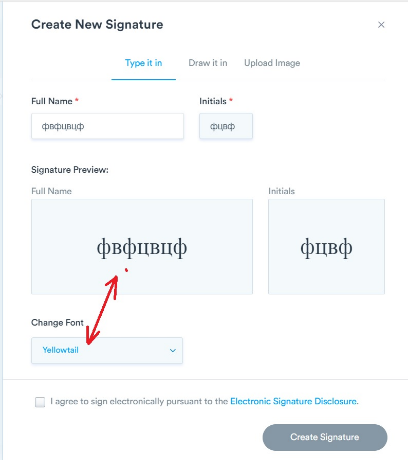 Create New Signature
Type it in Draw it in Upload Image
Full Name * Initials *
фвфцвцф фцвф
Signature Preview:
Full Name Initials
фвфцвцф фцвф
Change Font
Yellowtail
I agree to sign electronically pursuant to the Electronic Signature Disclosure.
Create Signature